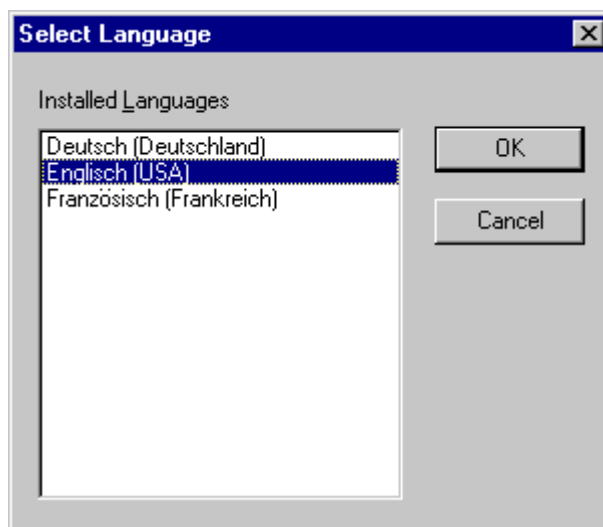 Select Language
Installed Languages
Deutsch (Deutschland)
Englisch (USA)
Französisch (Frankreich)
OK
Cancel